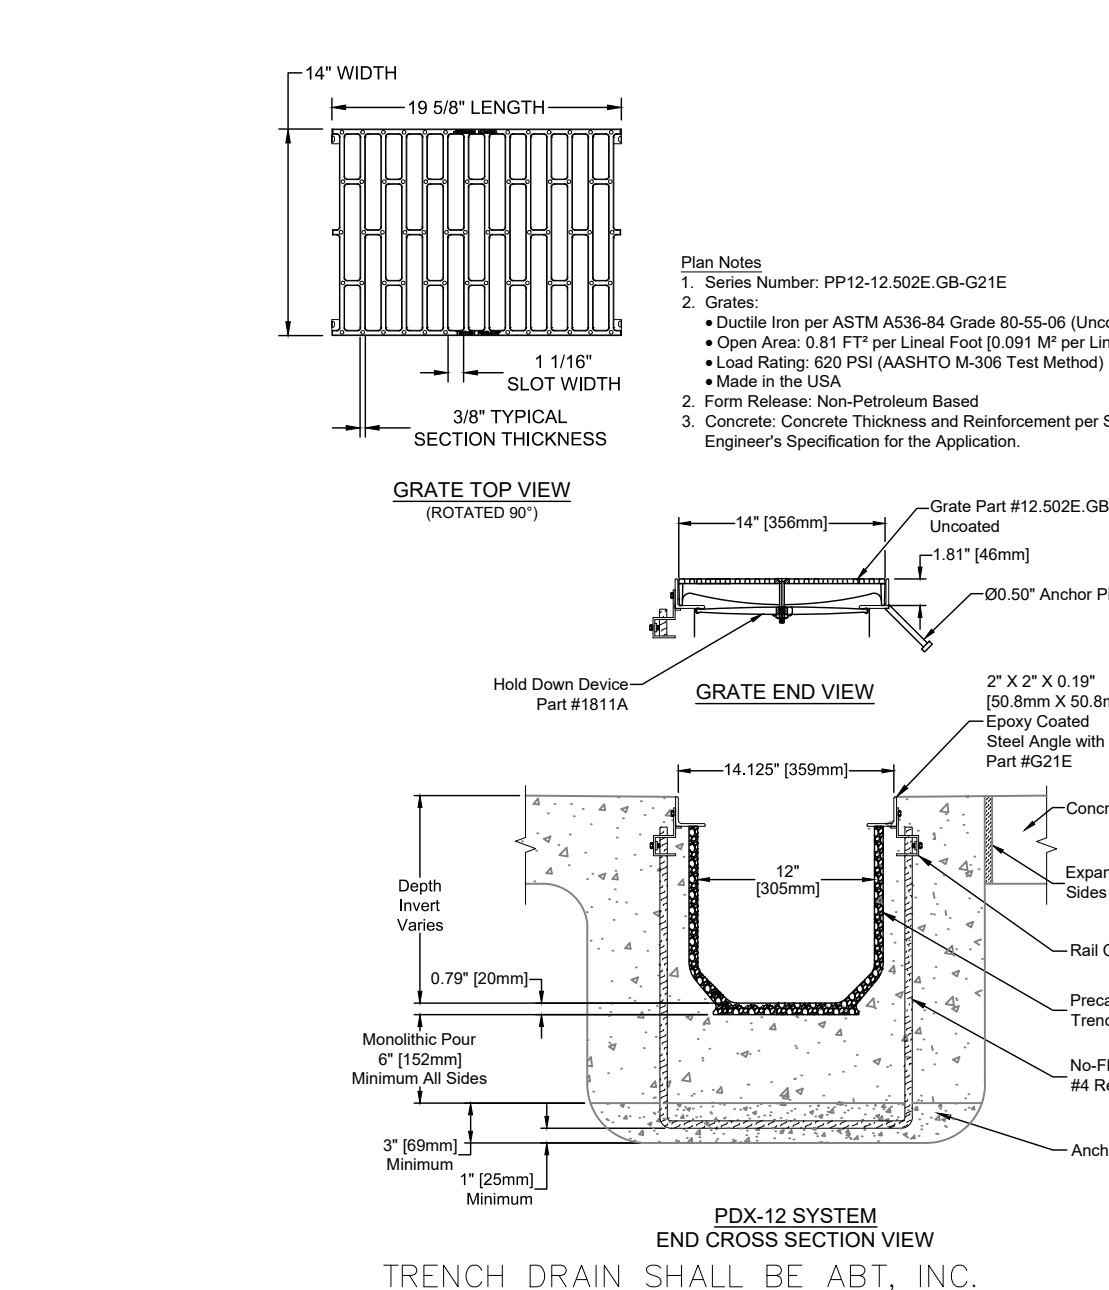 14" WIDTH
19 5/8" LENGTH
1 1/16"
SLOT WIDTH
3/8" TYPICAL
SECTION THICKNESS
GRATE TOP VIEW
(ROTATED 90°)
Plan Notes
1. Series Number: PP12-12.502E.GB-G21E
2. Grates:
• Ductile Iron per ASTM A536-84 Grade 80-55-06 (Unco
• Open Area: 0.81 FT² per Lineal Foot [0.091 M² per Lin
• Load Rating: 620 PSI (AASHTO M-306 Test Method)
• Made in the USA
2. Form Release: Non-Petroleum Based
3. Concrete: Concrete Thickness and Reinforcement per S
Engineer's Specification for the Application.
14" [356mm]
Grate Part #12.502E.GB
Uncoated
1.81" [46mm]
Ø0.50" Anchor Pi
Hold Down Device
Part #1811A
GRATE END VIEW
2" X 2" X 0.19"
[50.8mm X 50.8m
Epoxy Coated
Steel Angle with
Part #G21E
14.125" [359mm]
Concr
12"
[305mm]
Expan
Sides
Depth
Invert
Varies
Rail C
0.79" [20mm]
Preca
Trenc
Monolithic Pour
6" [152mm]
Minimum All Sides
No-Fl
#4 Re
3" [69mm]
Minimum
Anch
1" [25mm]
Minimum
PDX-12 SYSTEM
END CROSS SECTION VIEW
TRENCH DRAIN SHALL BE ABT, INC.